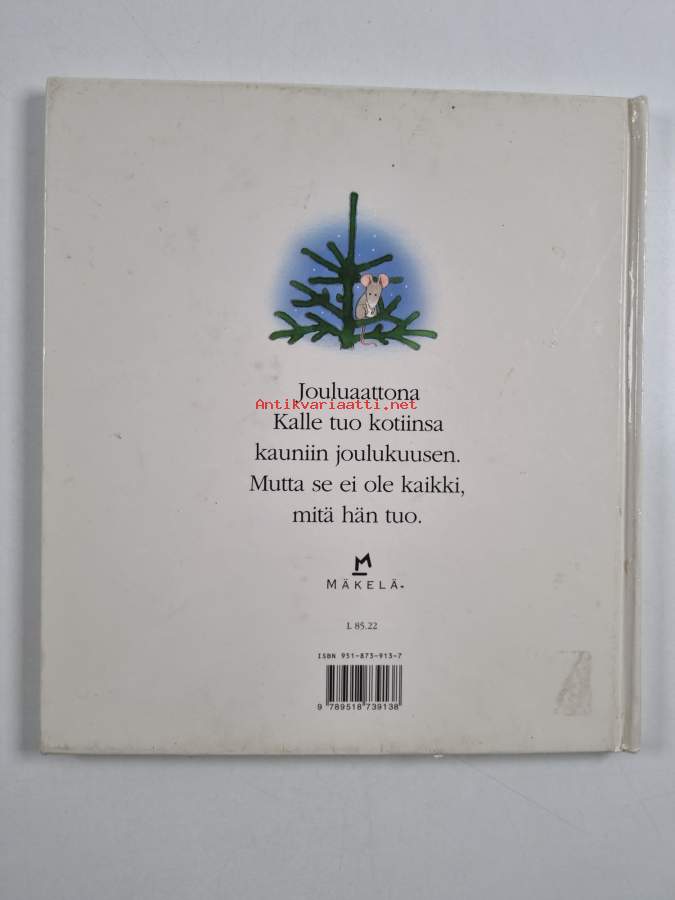 Jouluaattona
Antikvariaatti.net
Kalle tuo kotiinsa
kauniin joulukuusen.
Mutta se ei ole kaikki,
mitä hän tuo.
M
MÄKELÄ
L 85.22
ISBN 951-873-913-7
9 789518 739138